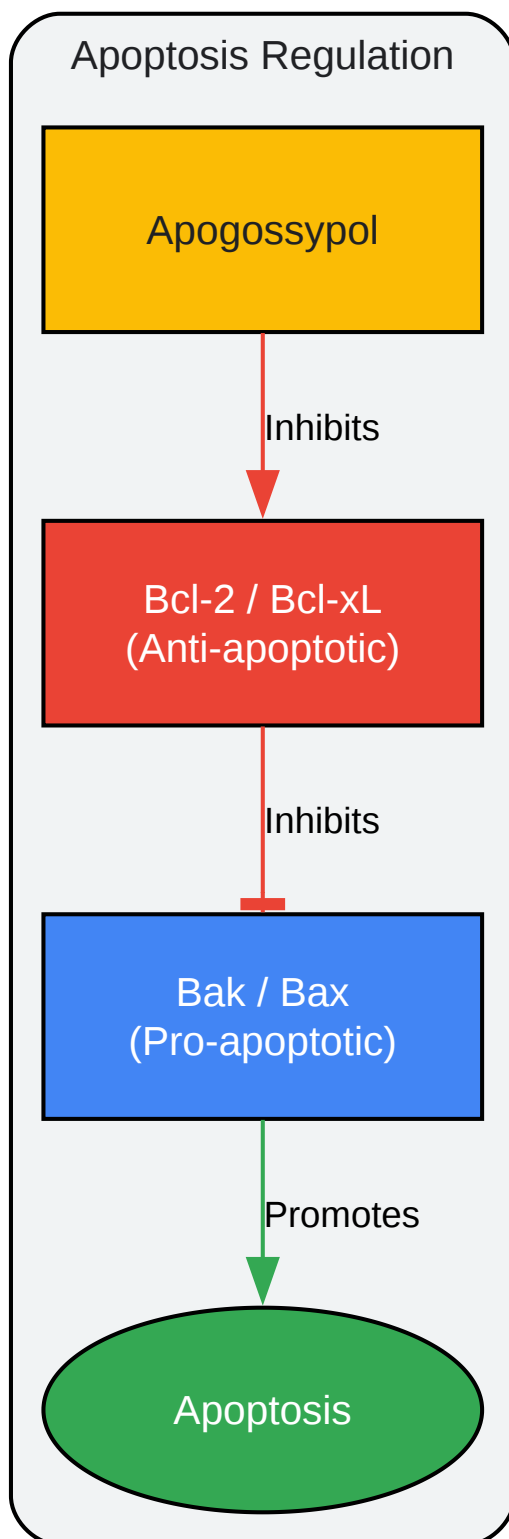 Apoptosis Regulation
Apogossypol
Inhibits
Bcl-2 / Bcl-xL
(Anti-apoptotic)
Inhibits
Bak / Bax
(Pro-apoptotic)
Promotes
Apoptosis